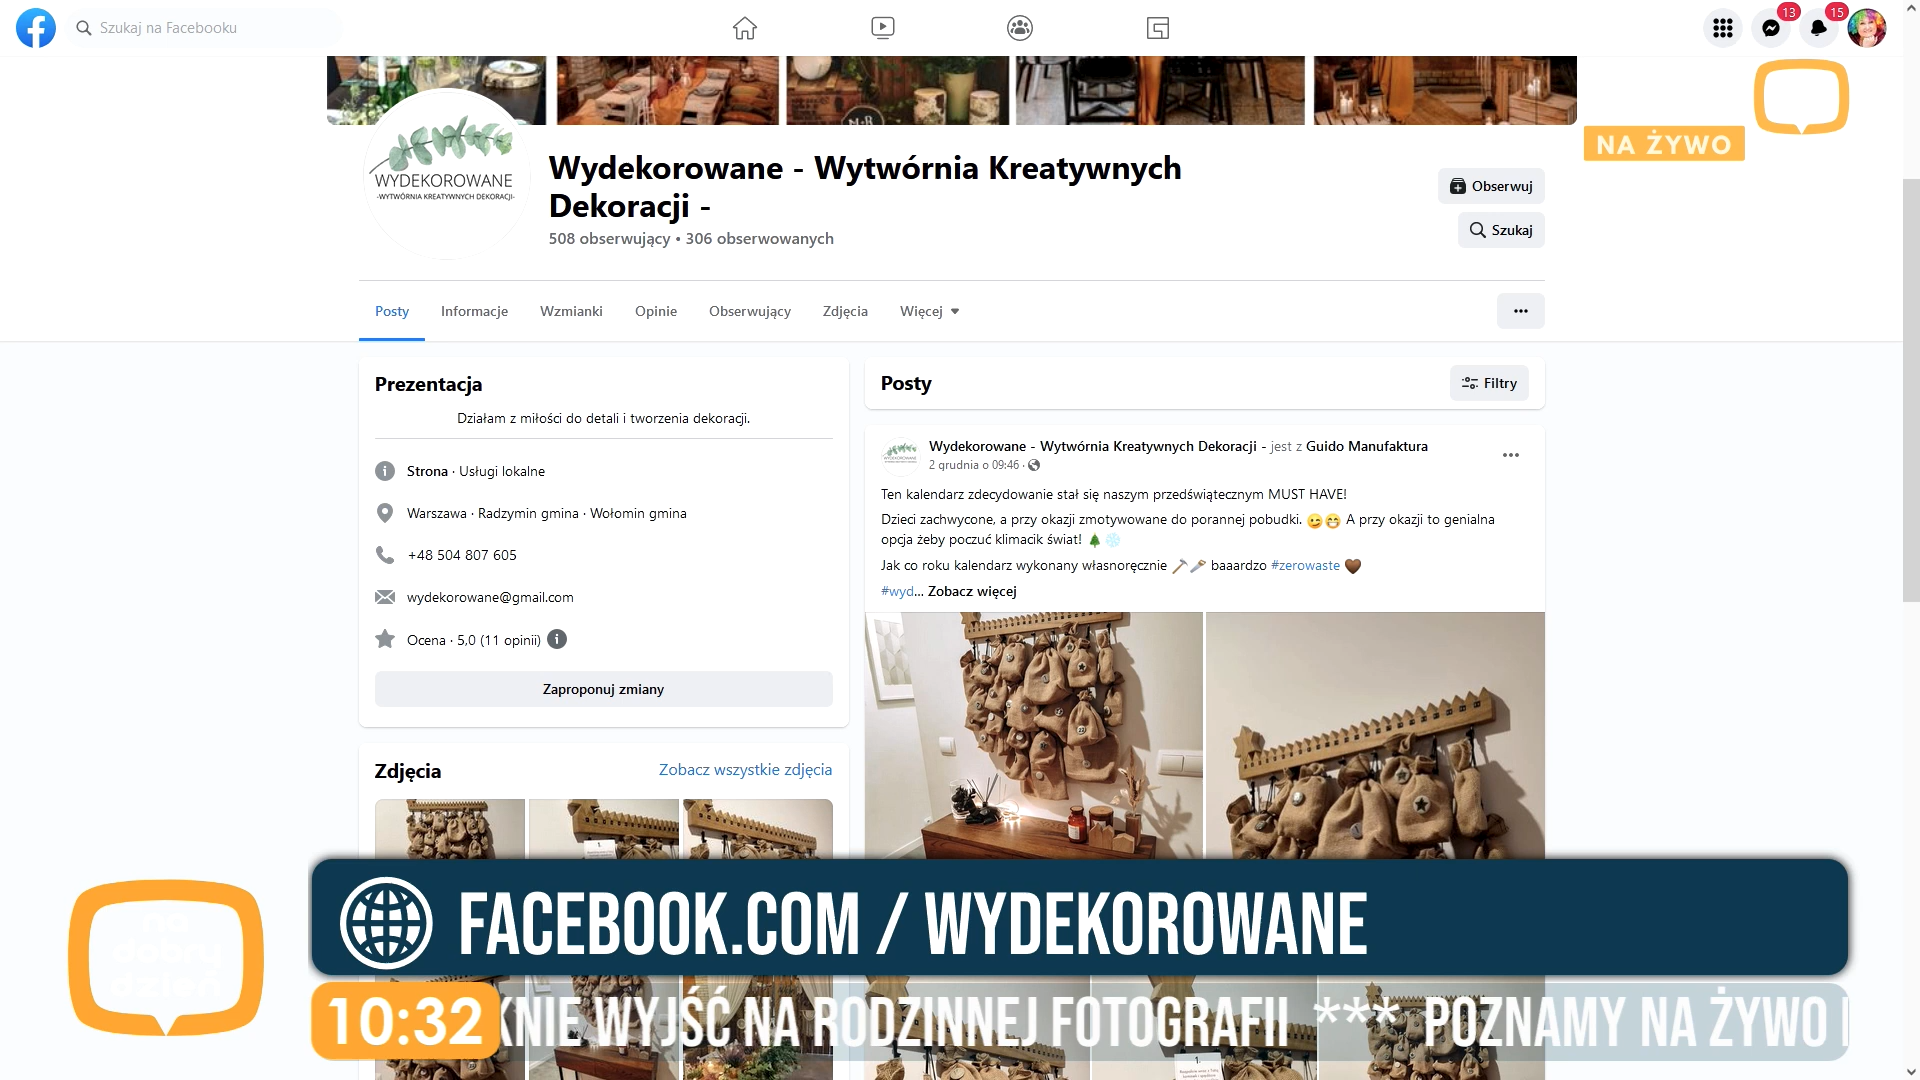 Szukaj na Facebooku
13
15
NA ŻYWO
WYDEKOROWANE
-WYTWÓRNIA KREATYWNYCH DEKORACJI-
Wydekorowane - Wytwórnia Kreatywnych
Dekoracji -
508 obserwujący • 306 obserwowanych
Obserwuj
Szukaj
Posty
Informacje
Wzmianki
Opinie
Obserwujący
Zdjęcia
Więcej
Prezentacja
Działam z miłości do detali i tworzenia dekoracji.
Strona · Usługi lokalne
Warszawa · Radzymin gmina · Wołomin gmina
+48 504 807 605
wydekorowane@gmail.com
Ocena · 5,0 (11 opinii)
Zaproponuj zmiany
Zdjęcia
Zobacz wszystkie zdjęcia
Posty
Filtry
Wydekorowane - Wytwórnia Kreatywnych Dekoracji - jest z Guido Manufaktura
2 grudnia o 09:46 ·
Ten kalendarz zdecydowanie stał się naszym przedświątecznym MUST HAVE!
Dzieci zachwycone, a przy okazji zmotywowane do porannej pobudki. 😉😁 A przy okazji to genialna
opcja żeby poczuć klimacik świat! 🌲❄️
Jak co roku kalendarz wykonany własnoręcznie 🔨🪚 baaardzo #zerowaste 🤎
#wyd... Zobacz więcej
FACEBOOK.COM / WYDEKOROWANE
na
dobry
dzień
10:32
KNIE WYJŚĆ NA RODZINNEJ FOTOGRAFII *** POZNAMY NA ŻYWO